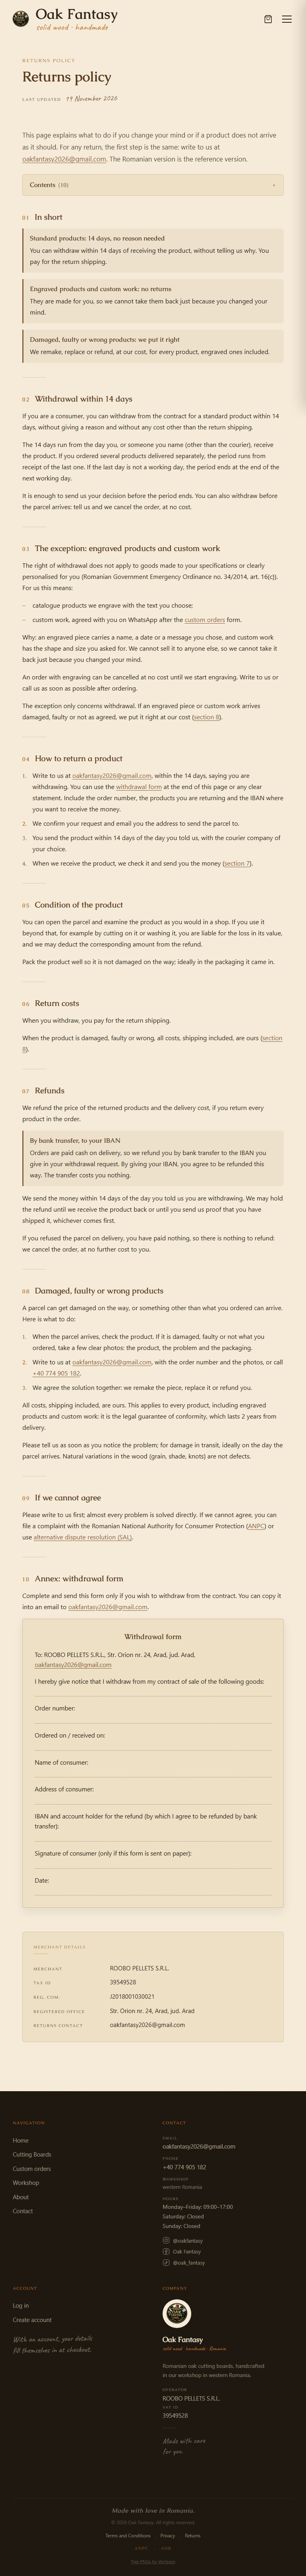 Oak Fantasy
solid wood · handmade
RETURNS POLICY
Returns policy
LAST UPDATED
This page explains what to do if you change your mind or if a product does not arrive
as it should. For any return, the first step is the same: write to us at
oakfantasy2026@gmail.com. The Romanian version is the reference version.
Contents (10)
01 In short
Standard products: 14 days, no reason needed
You can withdraw within 14 days of receiving the product, without telling us why. You
pay for the return shipping.
Engraved products and custom work: no returns
They are made for you, so we cannot take them back just because you changed your
mind.
Damaged, faulty or wrong products: we put it right
We remake, replace or refund, at our cost, for every product, engraved ones included.
02 Withdrawal within 14 days
If you are a consumer, you can withdraw from the contract for a standard product within 14
days, without giving a reason and without any cost other than the return shipping.
The 14 days run from the day you, or someone you name (other than the courier), receive
the product. If you ordered several products delivered separately, the period runs from
receipt of the last one. If the last day is not a working day, the period ends at the end of the
next working day.
It is enough to send us your decision before the period ends. You can also withdraw before
the parcel arrives: tell us and we cancel the order, at no cost.
03 The exception: engraved products and custom work
The right of withdrawal does not apply to goods made to your specifications or clearly
personalised for you (Romanian Government Emergency Ordinance no. 34/2014, art. 16(c)).
For us this means:
– catalogue products we engrave with the text you choose;
– custom work, agreed with you on WhatsApp after the custom orders form.
Why: an engraved piece carries a name, a date or a message you chose, and custom work
has the shape and size you asked for. We cannot sell it to anyone else, so we cannot take it
back just because you changed your mind.
An order with engraving can be cancelled at no cost until we start engraving. Write to us or
call us as soon as possible after ordering.
The exception only concerns withdrawal. If an engraved piece or custom work arrives
damaged, faulty or not as agreed, we put it right at our cost (section 8).
04 How to return a product
1. Write to us at oakfantasy2026@gmail.com, within the 14 days, saying you are
withdrawing. You can use the withdrawal form at the end of this page or any clear
statement. Include the order number, the products you are returning and the IBAN where
you want to receive the money.
2. We confirm your request and email you the address to send the parcel to.
3. You send the product within 14 days of the day you told us, with the courier company of
your choice.
4. When we receive the product, we check it and send you the money (section 7).
05 Condition of the product
You can open the parcel and examine the product as you would in a shop. If you use it
beyond that, for example by cutting on it or washing it, you are liable for the loss in its value,
and we may deduct the corresponding amount from the refund.
Pack the product well so it is not damaged on the way; ideally in the packaging it came in.
06 Return costs
When you withdraw, you pay for the return shipping.
When the product is damaged, faulty or wrong, all costs, shipping included, are ours (section
8).
07 Refunds
We refund the price of the returned products and the delivery cost, if you return every
product in the order.
By bank transfer, to your IBAN
Orders are paid cash on delivery, so we refund you by bank transfer to the IBAN you
give in your withdrawal request. By giving your IBAN, you agree to be refunded this
way. The transfer costs you nothing.
We send the money within 14 days of the day you told us you are withdrawing. We may hold
the refund until we receive the product back or until you send us proof that you have
shipped it, whichever comes first.
If you refused the parcel on delivery, you have paid nothing, so there is nothing to refund:
we cancel the order, at no further cost to you.
08 Damaged, faulty or wrong products
A parcel can get damaged on the way, or something other than what you ordered can arrive.
Here is what to do:
1. When the parcel arrives, check the product. If it is damaged, faulty or not what you
ordered, take a few clear photos: the product, the problem and the packaging.
2. Write to us at oakfantasy2026@gmail.com, with the order number and the photos, or call
+40 774 905 182.
3. We agree the solution together: we remake the piece, replace it or refund you.
All costs, shipping included, are ours. This applies to every product, including engraved
products and custom work: it is the legal guarantee of conformity, which lasts 2 years from
delivery.
Please tell us as soon as you notice the problem; for damage in transit, ideally on the day the
parcel arrives. Natural variations in the wood (grain, shade, knots) are not defects.
09 If we cannot agree
Please write to us first; almost every problem is solved directly. If we cannot agree, you can
file a complaint with the Romanian National Authority for Consumer Protection (ANPC) or
use alternative dispute resolution (SAL).
10 Annex: withdrawal form
Complete and send this form only if you wish to withdraw from the contract. You can copy it
into an email to oakfantasy2026@gmail.com.
Withdrawal form
To: ROOBO PELLETS S.R.L., Str. Orion nr. 24, Arad, jud. Arad,
oakfantasy2026@gmail.com
I hereby give notice that I withdraw from my contract of sale of the following goods:
Order number:
Ordered on / received on:
Name of consumer:
Address of consumer:
IBAN and account holder for the refund (by which I agree to be refunded by bank
transfer):
Signature of consumer (only if this form is sent on paper):
Date:
MERCHANT DETAILS
MERCHANT ROOBO PELLETS S.R.L.
TAX ID 39549528
REG. COM. J2018001030021
REGISTERED OFFICE Str. Orion nr. 24, Arad, jud. Arad
RETURNS CONTACT oakfantasy2026@gmail.com
NAVIGATION
Home
Cutting Boards
Custom orders
Workshop
About
Contact
CONTACT
EMAIL
oakfantasy2026@gmail.com
PHONE
+40 774 905 182
WORKSHOP
western Romania
HOURS
Monday–Friday: 09:00–17:00
Saturday: Closed
Sunday: Closed
@oakfantasy
Oak Fantasy
@oak_fantasy
ACCOUNT
Log in
Create account
With an account, your details
fill themselves in at checkout.
COMPANY
Oak Fantasy
solid wood · handmade · Romania
Romanian oak cutting boards, handcrafted
in our workshop in western Romania.
OPERATOR
ROOBO PELLETS S.R.L.
TAX ID
39549528
Made with care
for you.
Made with love in Romania.
Oak Fantasy. All rights reserved.
Terms and Conditions Privacy Returns
ANPC